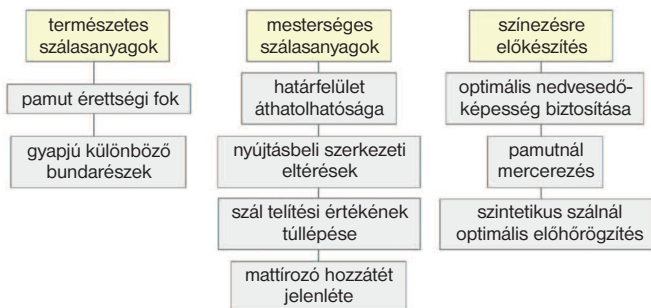 természetes
szálasanyagok
pamut érettségi fok
gyapjú különböző
bundarészek
mesterséges
szálasanyagok
határfelület
áthatolhatósága
nyújtásbeli szerkezeti
eltérések
szál telítési értékének
túllépése
mattírozó hozzátét
jelenléte
színezésre
előkészítés
optimális nedvesedő-
képesség biztosítása
pamutnál
mercerezés
szintetikus szálnál
optimális előhőrögzítés